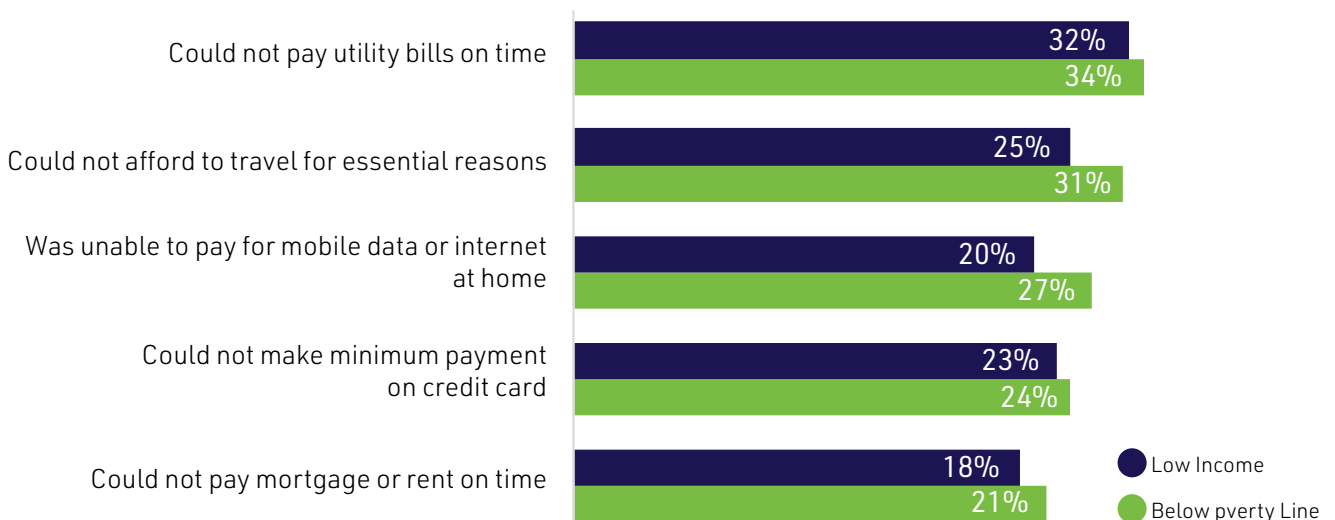 Could not pay utility bills on time
32%
34%
Could not afford to travel for essential reasons
25%
31%
Was unable to pay for mobile data or internet
at home
20%
27%
Could not make minimum payment
on credit card
23%
24%
Could not pay mortgage or rent on time
18%
21%
Low Income
Below pverty Line